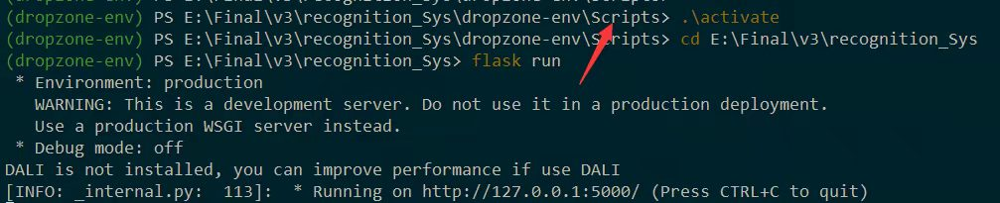 (dropzone-env) PS E:\Final\v3\recognition_Sys\dropzone-env\Scripts> .\activate
(dropzone-env) PS E:\Final\v3\recognition_Sys\dropzone-env\Scripts> cd E:\Final\v3\recognition_Sys
(dropzone-env) PS E:\Final\v3\recognition_Sys> flask run
 * Environment: production
   WARNING: This is a development server. Do not use it in a production deployment.
   Use a production WSGI server instead.
 * Debug mode: off
DALI is not installed, you can improve performance if use DALI
[INFO: _internal.py:  113]:  * Running on http://127.0.0.1:5000/ (Press CTRL+C to quit)